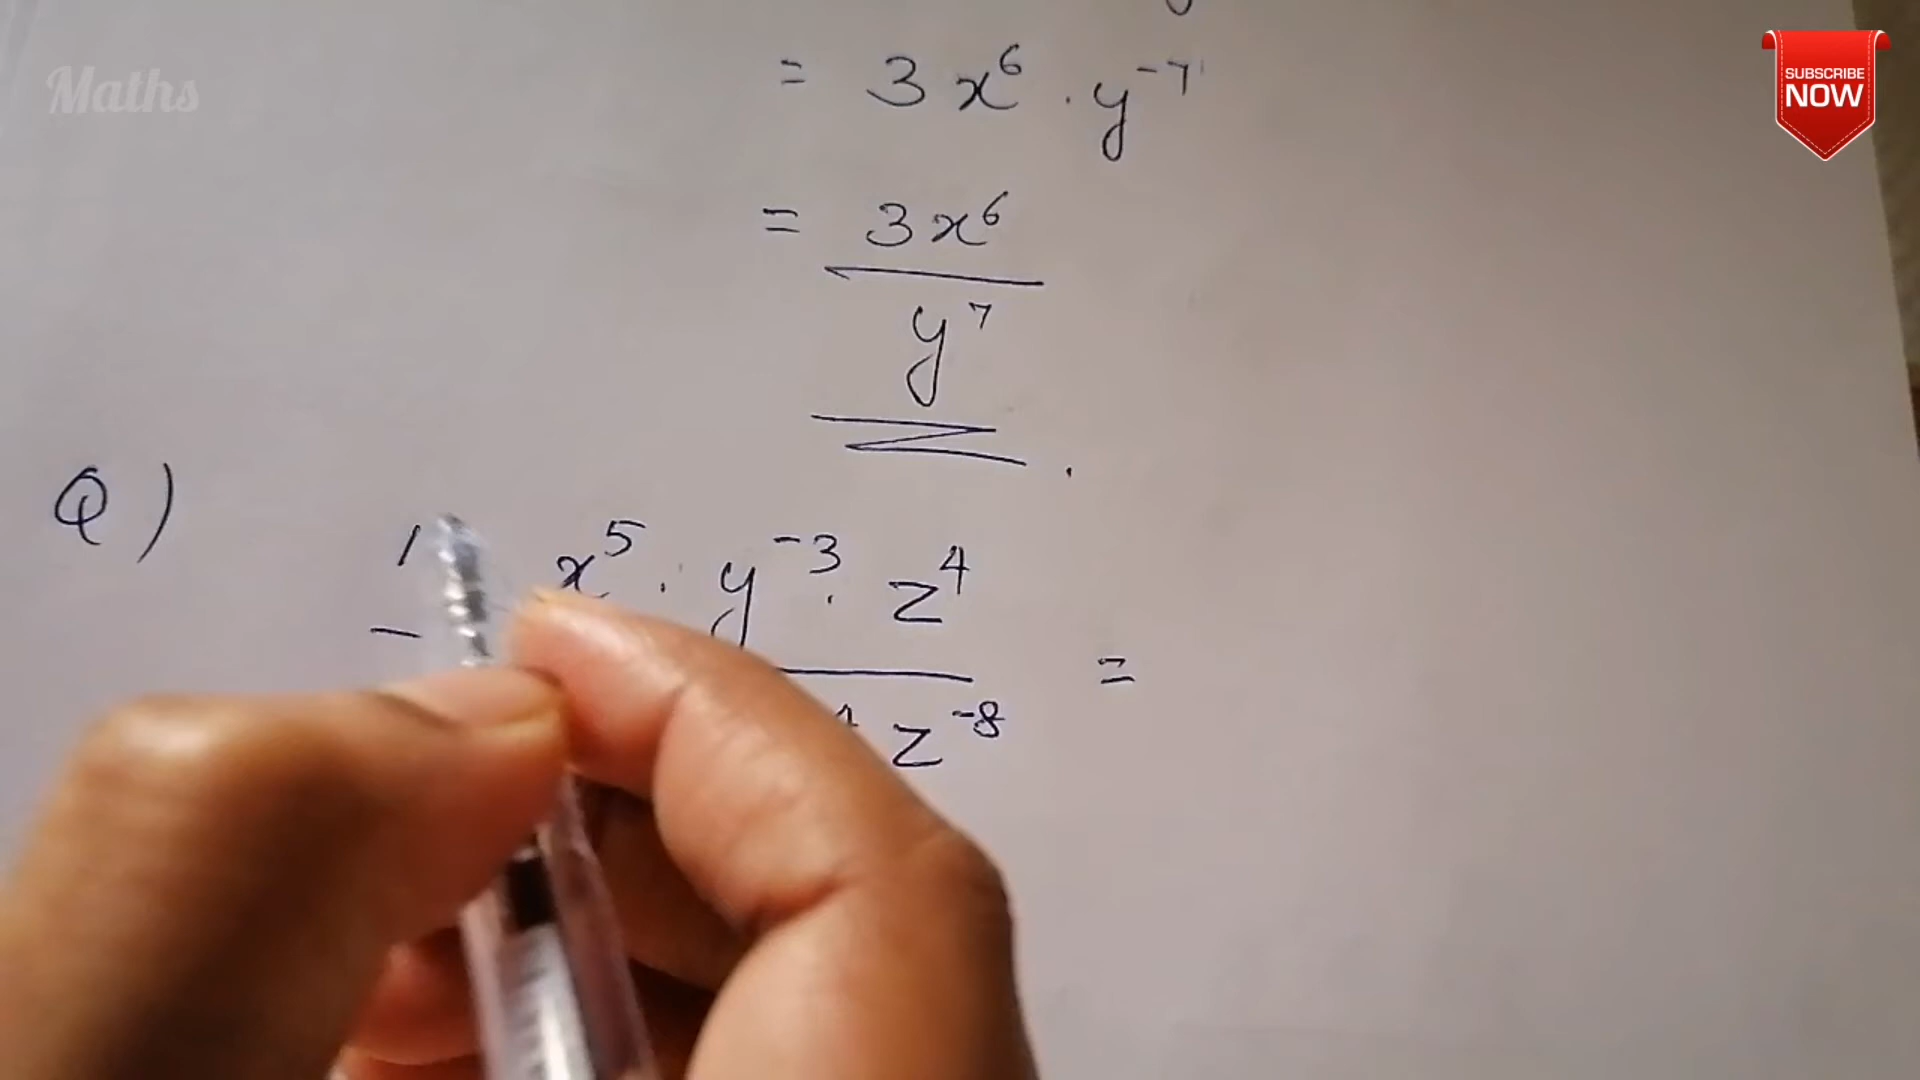 Maths
SUBSCRIBE
NOW
= 3x⁶ . y⁻⁷
= 3x⁶
y⁷
Q)
x⁵ . y⁻³ . z⁴
=
z⁻⁸